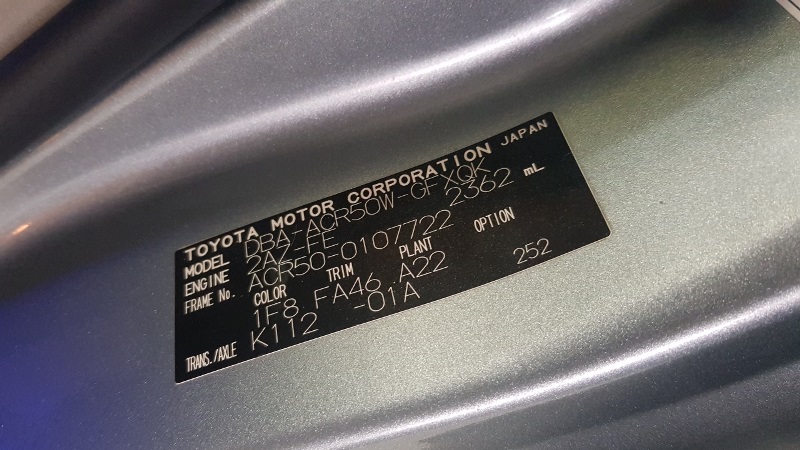 TOYOTA MOTOR CORPORATION JAPAN
MODEL DBA-ACR50W-GFXQK
ENGINE 2AZ-FE 2362 mL
FRAME No. ACR50-0107722
COLOR TRIM PLANT OPTION
1F8 FA46 A22 252
TRANS./AXLE K112 -01A